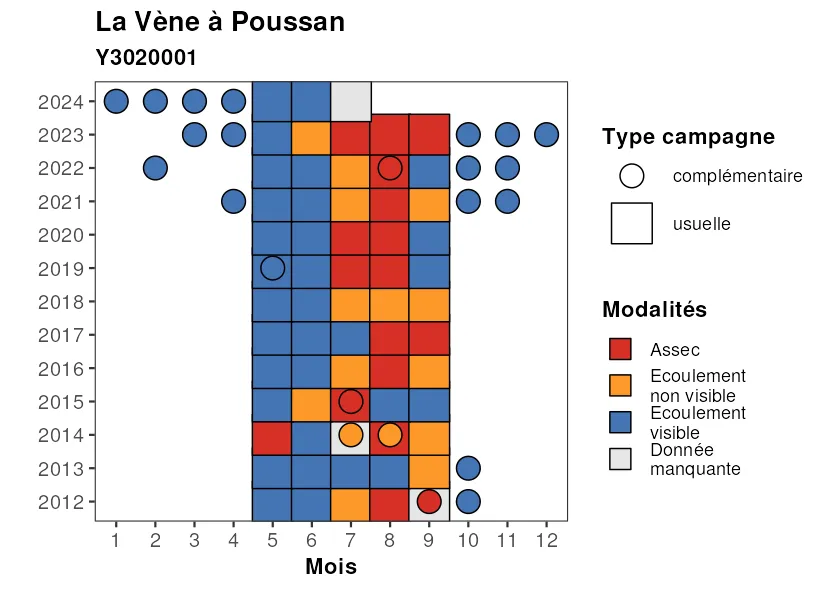 La Vène à Poussan
Y3020001
2024
2023
2022
2021
2020
2019
2018
2017
2016
2015
2014
2013
2012
1 2 3 4 5 6 7 8 9 10 11 12
Mois
Type campagne
complémentaire
usuelle
Modalités
Assec
Ecoulement
non visible
Ecoulement
visible
Donnée
manquante